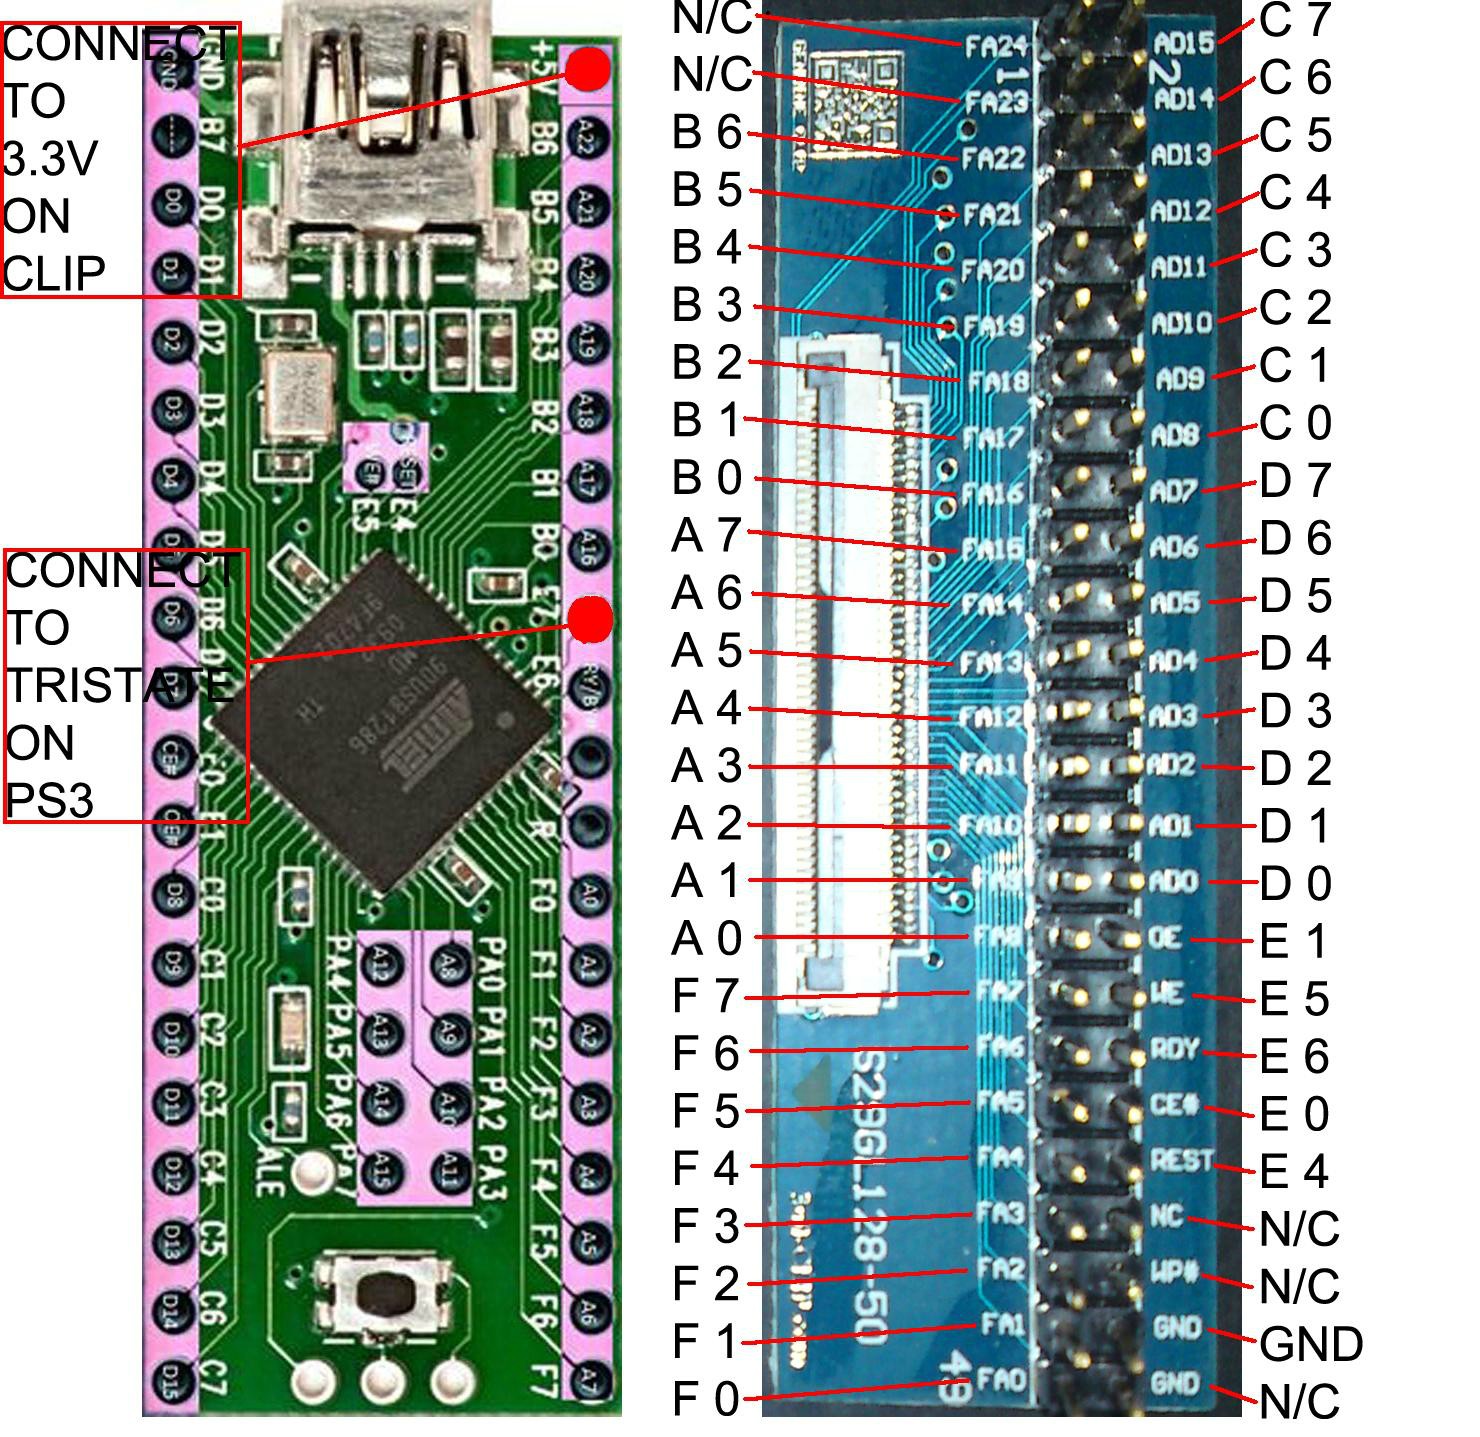 CONNECT
TO
3.3V
ON
CLIP
CONNECT
TO
TRISTATE
ON
PS3
GND
B7
D0
D1
D2
D3
D4
D6
C0
C1
C2
C3
C4
C5
C6
C7
D0
D1
D2
D3
D4
D6
CE#
D8
D9
D10
D11
D12
D13
D14
D15
+5V
B6
B5
B4
B3
B2
B1
B0
E7
E6
R
F0
F1
F2
F3
F4
F5
F6
F7
A22
A21
A20
A19
A18
A17
A16
RY/BY#
A0
A1
A2
A3
A4
A5
A6
A7
WE#
E5
E4
ATMEL
90USB1286
PA4/PA5/PA6/PA7
PA0 PA1 PA2 PA3
A12
A13
A14
A15
A8
A9
A10
A11
ALE
N/C FA24 1 2 AD15 C 7
N/C FA23 AD14 C 6
B 6 FA22 AD13 C 5
B 5 FA21 AD12 C 4
B 4 FA20 AD11 C 3
B 3 FA19 AD10 C 2
B 2 FA18 AD9 C 1
B 1 FA17 AD8 C 0
B 0 FA16 AD7 D 7
A 7 FA15 AD6 D 6
A 6 FA14 AD5 D 5
A 5 FA13 AD4 D 4
A 4 FA12 AD3 D 3
A 3 FA11 AD2 D 2
A 2 FA10 AD1 D 1
A 1 FA9 AD0 D 0
A 0 FA8 OE E 1
F 7 FA7 WE E 5
F 6 FA6 RDY E 6
F 5 FA5 CE# E 0
F 4 FA4 REST E 4
F 3 FA3 NC N/C
F 2 FA2 WP# N/C
F 1 FA1 GND GND
F 0 49 FA0 GND N/C
S29GL128-50